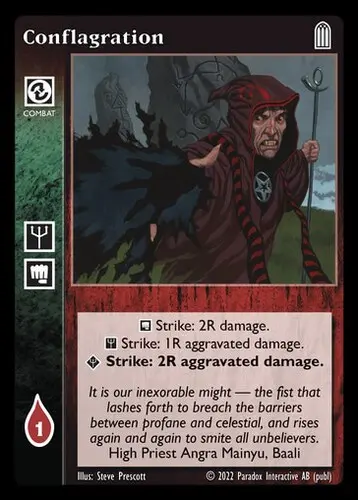 Conflagration
COMBAT
Strike: 2R damage.
Strike: 1R aggravated damage.
Strike: 2R aggravated damage.
It is our inexorable might — the fist that
lashes forth to breach the barriers
between profane and celestial, and rises
again and again to smite all unbelievers.
High Priest Angra Mainyu, Baali
1
Illus: Steve Prescott © 2022 Paradox Interactive AB (publ)